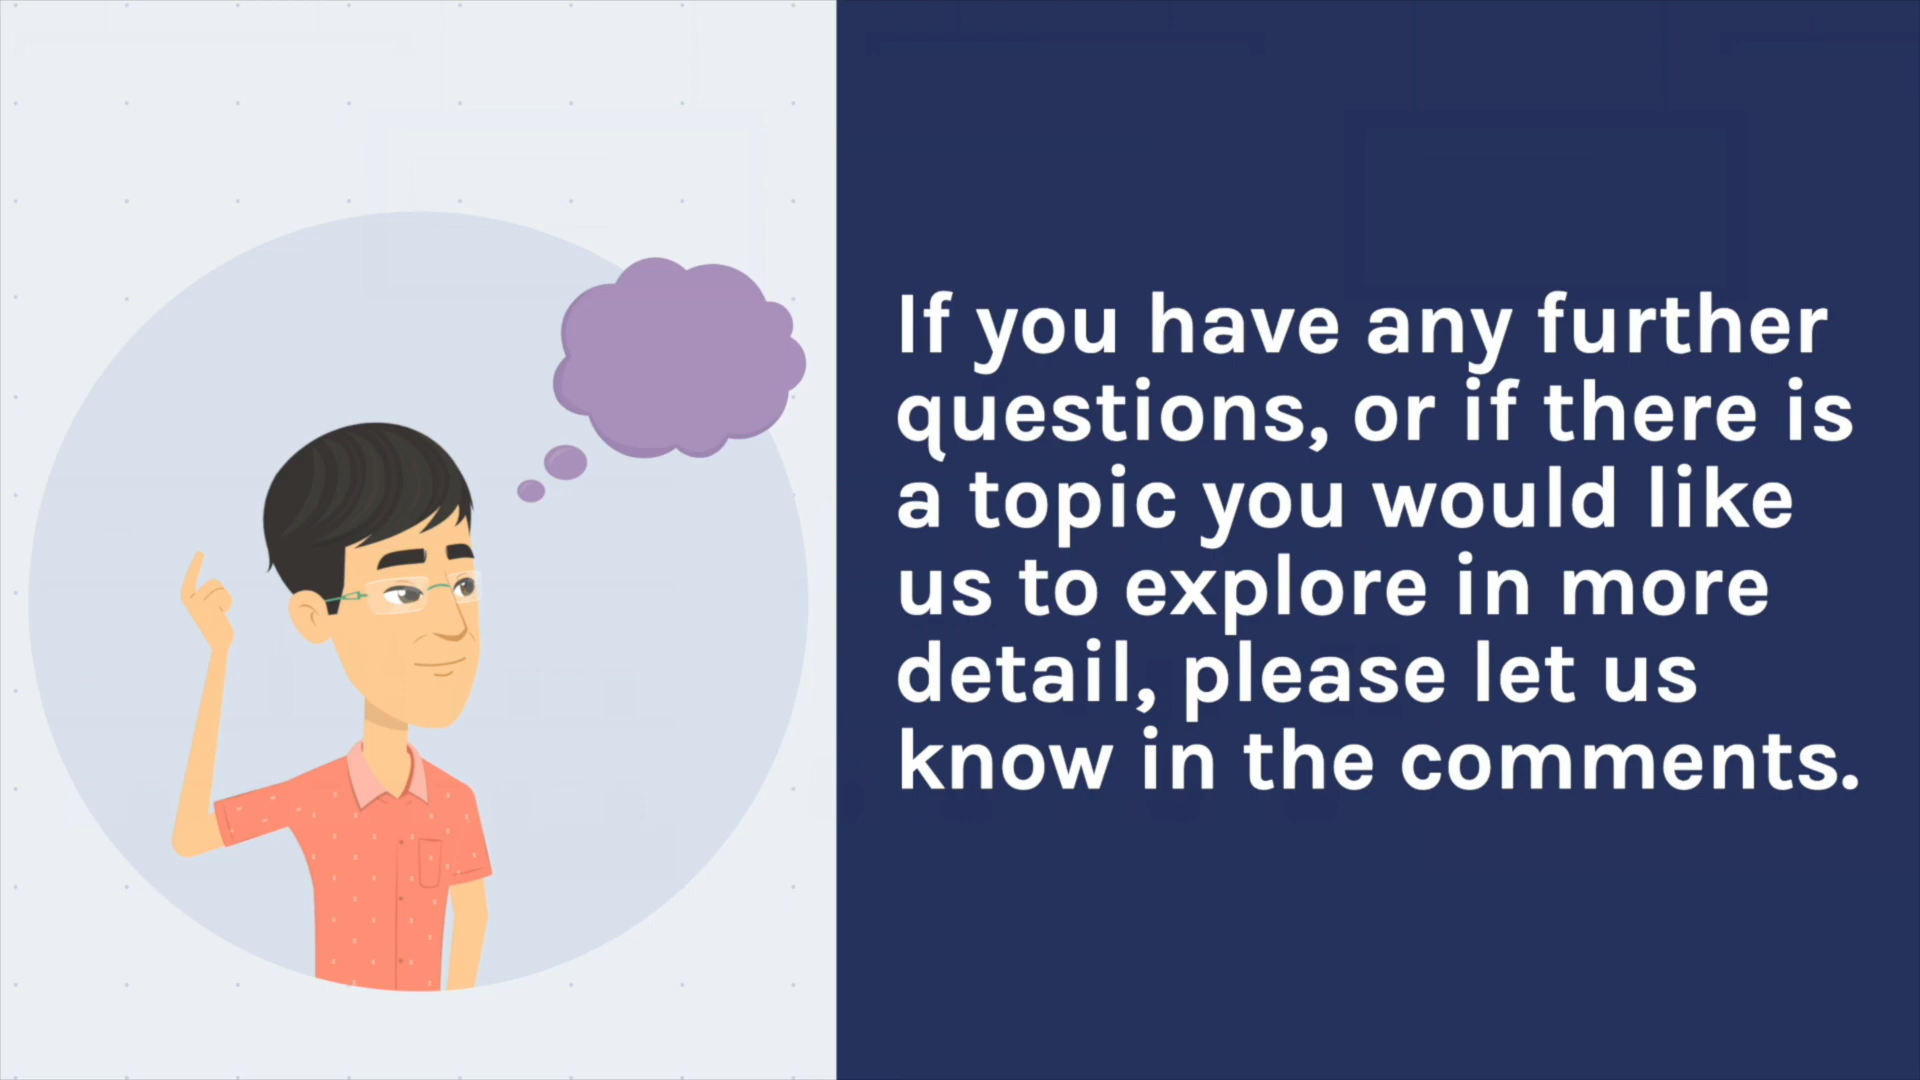 If you have any further
questions, or if there is
a topic you would like
us to explore in more
detail, please let us
know in the comments.